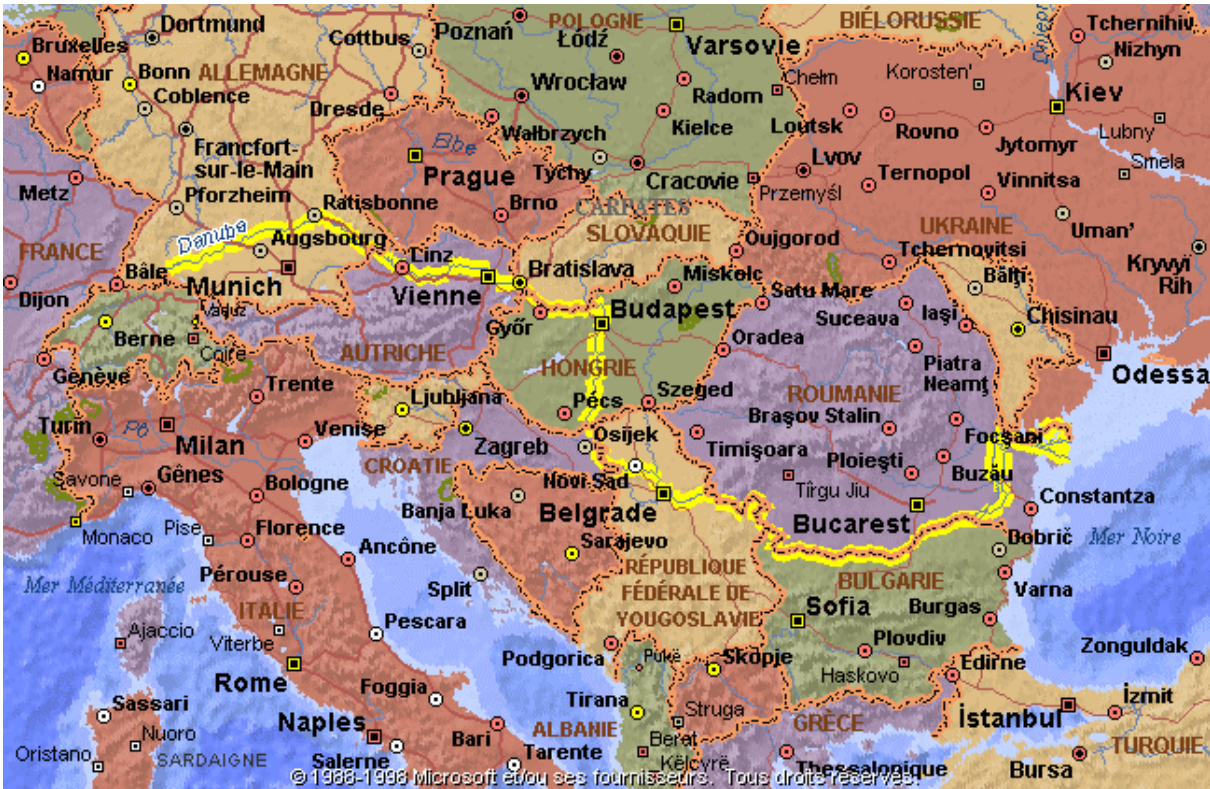 POLOGNE
BIÉLORUSSIE
Dortmund
Poznań
Tchernihiv
Bruxelles
Cottbus
Łódź
Varsovie
Nizhyn
Namur
Bonn
ALLEMAGNE
Wrocław
Chełm
Korosten'
Coblence
Dresde
Radom
Kiev
Wałbrzych
Kielce
Loutsk
Rovno
Lubny
Francfort-
sur-le-Main
Elbe
Jytomyr
Prague
Tychy
Lvov
Smela
Metz
Pforzheim
Cracovie
Przemyśl
Ternopol
Vinnitsa
Ratisbonne
Brno
CARPATES
Danube
SLOVAQUIE
UKRAINE
Uman'
FRANCE
Augsbourg
Linz
Oujgorod
Tchernovitsi
Bâle
Bratislava
Miskolc
Bălţi
Kryvyi
Rih
Dijon
Munich
Vienne
Satu Mare
Vaduz
Győr
Budapest
Suceava
Iaşi
Chisinau
Berne
Coire
AUTRICHE
Oradea
Genève
HONGRIE
Piatra
Neamţ
Odessa
Trente
Szeged
ROUMANIE
Ljubljana
Pécs
Braşov Stalin
Turin
Pô
Milan
Venise
Zagreb
Osijek
Timişoara
Focşani
CROATIE
Ploieşti
Buzău
Savone
Gênes
Bologne
Novi Sad
Tîrgu Jiu
Constantza
Banja Luka
Belgrade
Bucarest
Monaco
Pise
Florence
Sarajevo
Dobrič
Mer Noire
Ancône
Mer Méditerranée
Pérouse
Split
RÉPUBLIQUE
FÉDÉRALE DE
YOUGOSLAVIE
BULGARIE
Varna
ITALIE
Sofia
Burgas
Ajaccio
Viterbe
Pescara
Plovdiv
Zonguldak
Podgorica
Pukë
Skopje
Haskovo
Edirne
Rome
Foggia
Tirana
İzmit
Sassari
Naples
Struga
GRÈCE
İstanbul
Nuoro
Bari
ALBANIE
Oristano
SARDAIGNE
Salerne
Tarente
Berat
TURQUIE
Këlcyrë
Thessalonique
Bursa
© 1988-1998 Microsoft et/ou ses fournisseurs. Tous droits réservés.